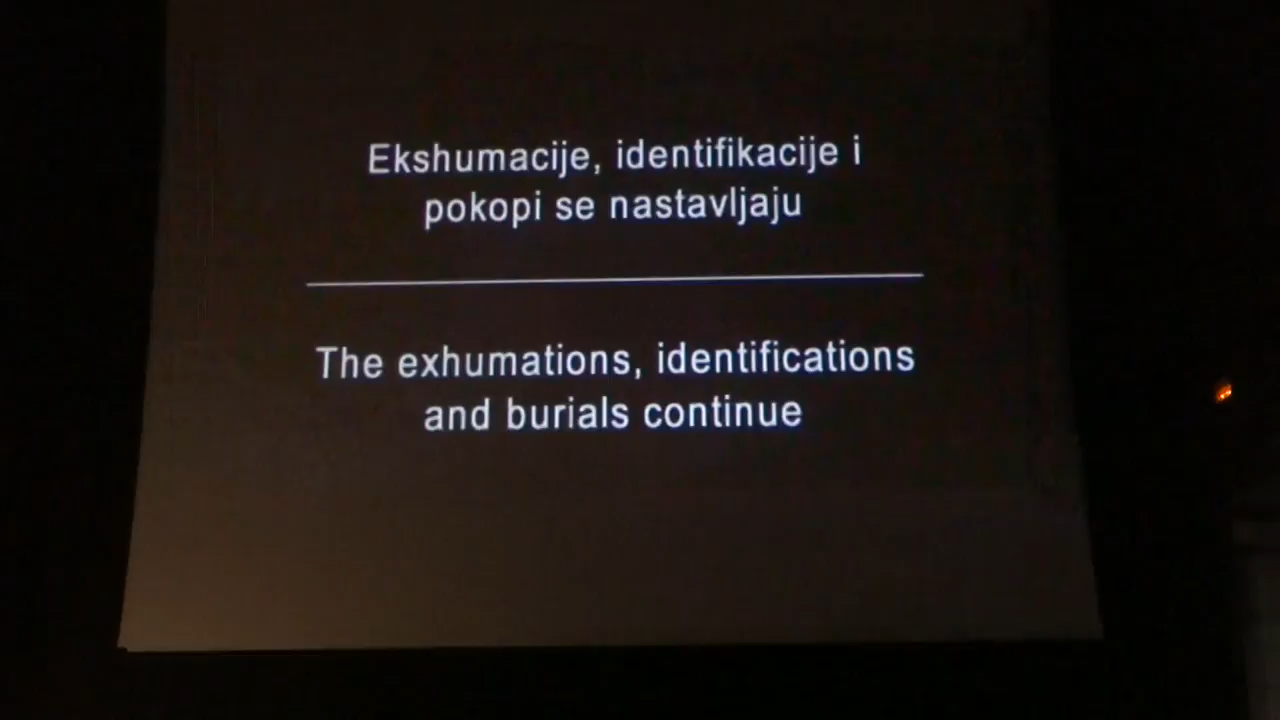 Ekshumacije, identifikacije i
pokopi se nastavljaju
The exhumations, identifications
and burials continue